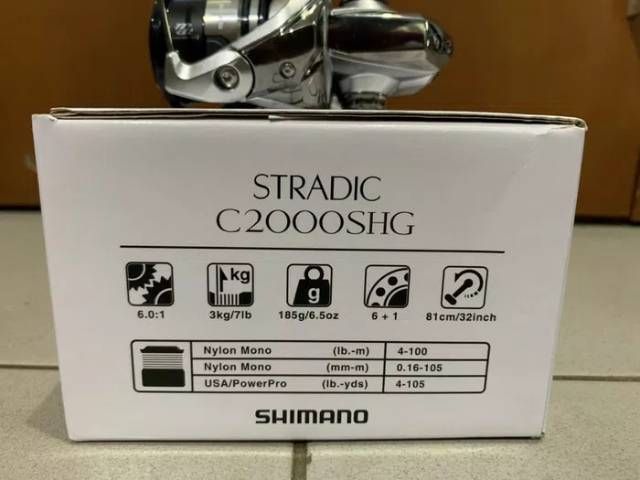 STRADIC
C2000SHG
kg
g
6.0:1 3kg/7lb 185g/6.5oz 6 + 1 81cm/32inch
Nylon Mono (lb.-m) 4-100
Nylon Mono (mm-m) 0.16-105
USA/PowerPro (lb.-yds) 4-105
SHIMANO